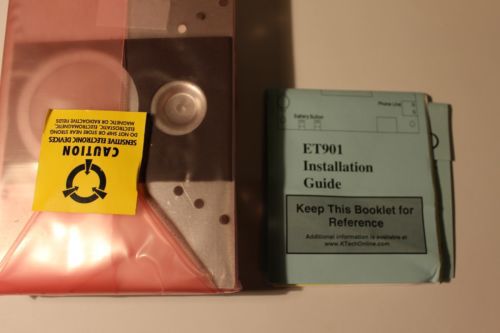 CAUTION
SENSITIVE ELECTRONIC DEVICES
DO NOT SHIP OR STORE NEAR STRONG
ELECTROSTATIC, ELECTROMAGNETIC,
MAGNETIC OR RADIOACTIVE FIELDS
Phone Line
Battery Button
ET901
Installation
Guide
Keep This Booklet for
Reference
Additional information is available at
www.KTechOnline.com